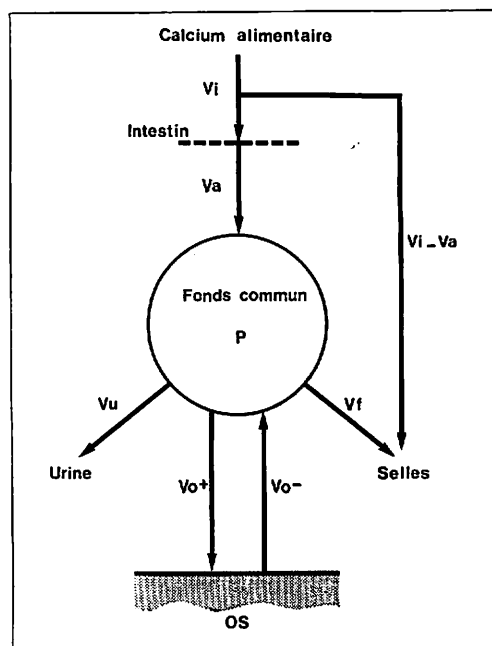 Calcium alimentaire
Vi
Intestin
Va
Vi_Va
Fonds commun
P
Vu
Vf
Urine
Selles
Vo+
Vo-
OS